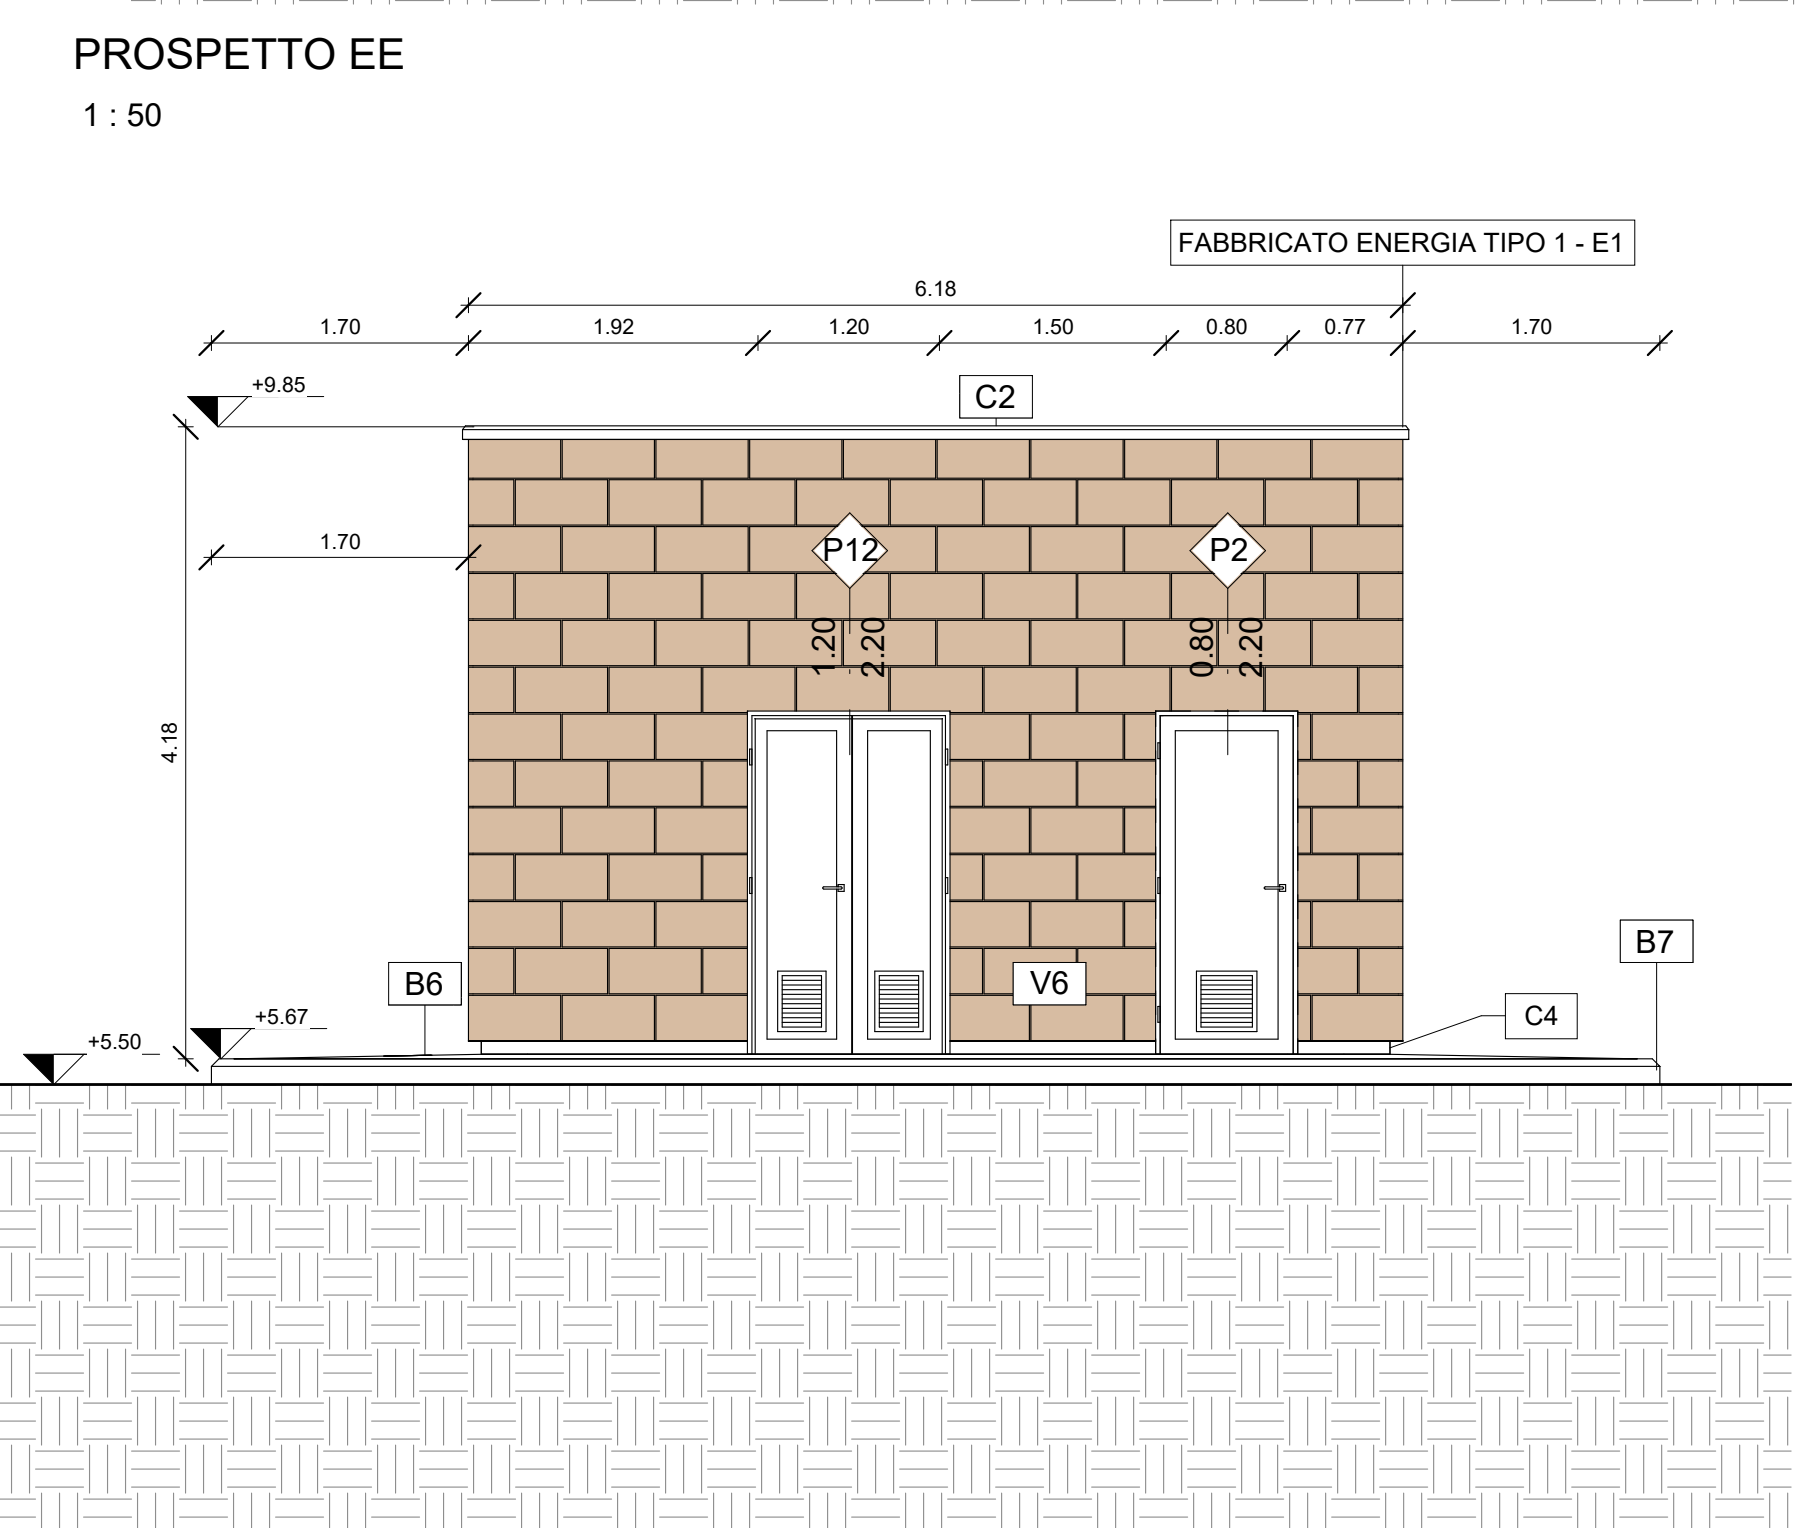 PROSPETTO EE
1 : 50
FABBRICATO ENERGIA TIPO 1 - E1
6.18
1.70
1.92
1.20
1.50
0.80
0.77
1.70
+9.85
C2
1.70
P12
P2
1.20
2.20
0.80
2.20
4.18
B7
B6
V6
C4
+5.67
+5.50